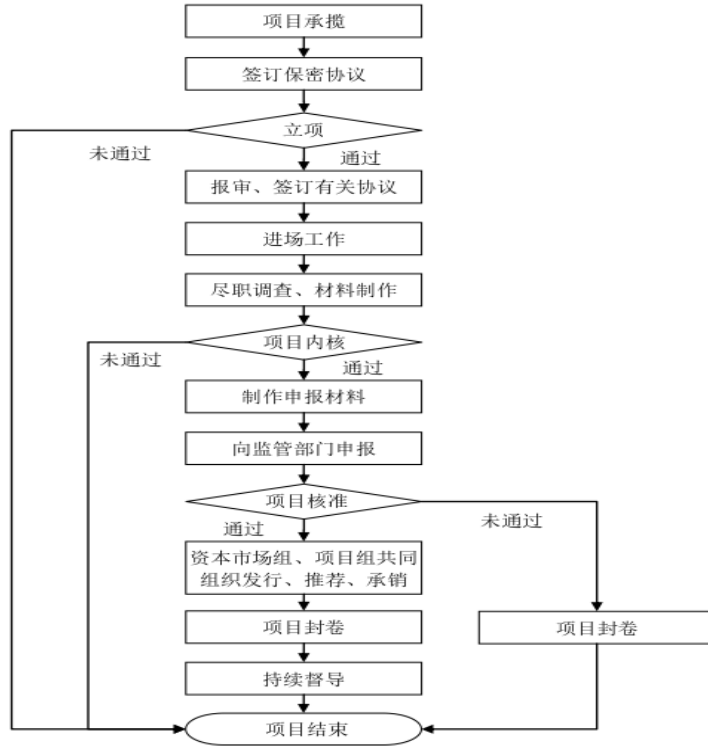 项目承揽
签订保密协议
立项
未通过
通过
报审、签订有关协议
进场工作
尽职调查、材料制作
项目内核
未通过
通过
制作申报材料
向监管部门申报
项目核准
通过
未通过
资本市场组、项目组共同
组织发行、推荐、承销
项目封卷
项目封卷
持续督导
项目结束